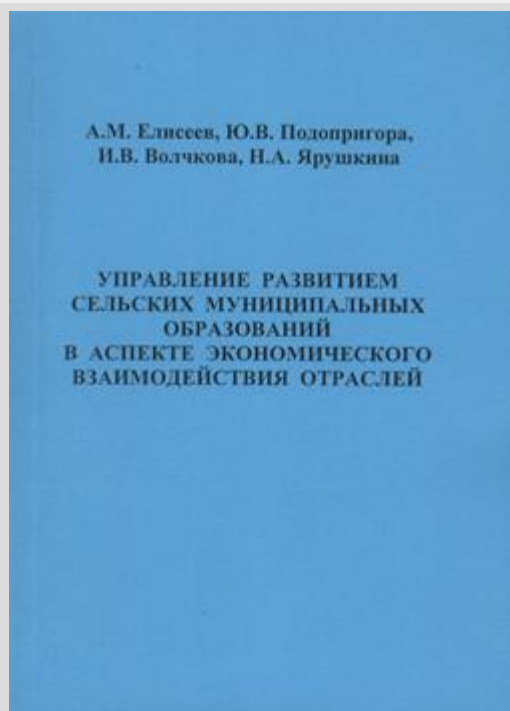 А.М. Елисеев, Ю.В. Подопригора,
И.В. Волчкова, Н.А. Ярушкина
УПРАВЛЕНИЕ РАЗВИТИЕМ
СЕЛЬСКИХ МУНИЦИПАЛЬНЫХ
ОБРАЗОВАНИЙ
В АСПЕКТЕ ЭКОНОМИЧЕСКОГО
ВЗАИМОДЕЙСТВИЯ ОТРАСЛЕЙ